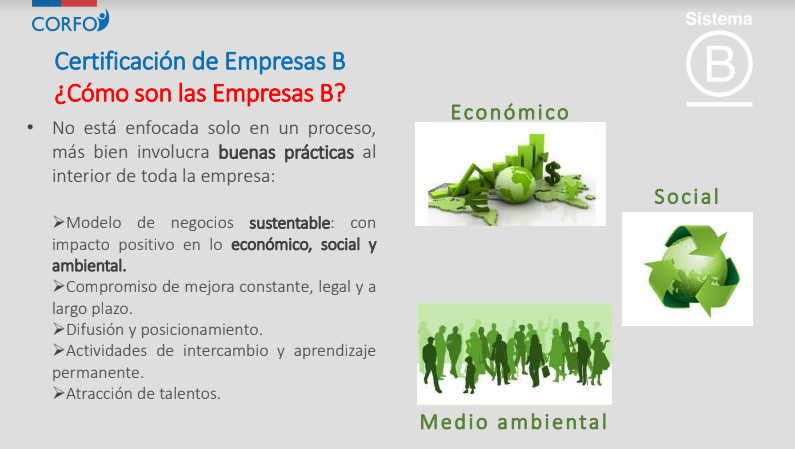 CORFO
Sistema
B
Certificación de Empresas B
¿Cómo son las Empresas B?
• No está enfocada solo en un proceso,
más bien involucra buenas prácticas al
interior de toda la empresa:
➢Modelo de negocios sustentable: con
impacto positivo en lo económico, social y
ambiental.
➢Compromiso de mejora constante, legal y a
largo plazo.
➢Difusión y posicionamiento.
➢Actividades de intercambio y aprendizaje
permanente.
➢Atracción de talentos.
Económico
$
€
Social
Medio ambiental